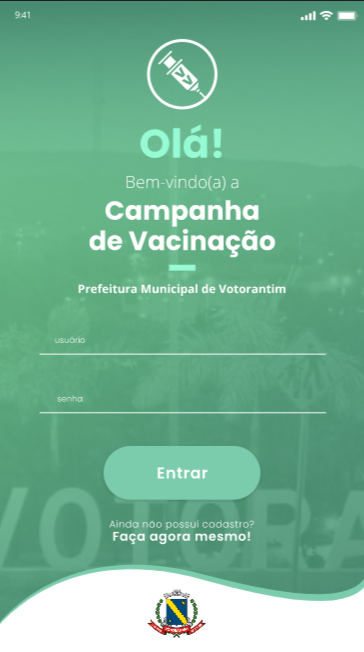 9:41
Olá!
Bem-vindo(a) a
Campanha
de Vacinação
Prefeitura Municipal de Votorantim
usuário
senha
Entrar
VOTORA
Ainda não possui cadastro?
Faça agora mesmo!